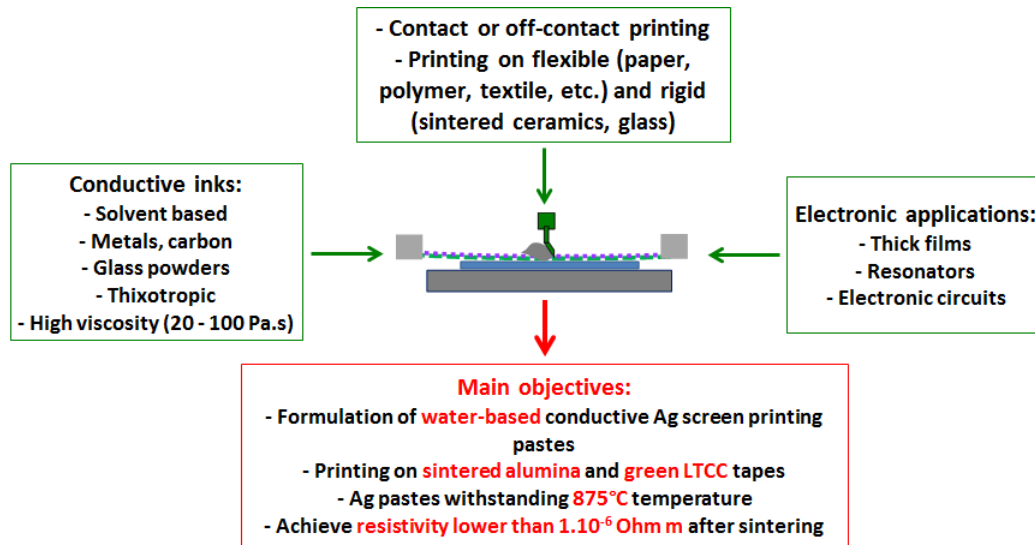 - Contact or off-contact printing
- Printing on flexible (paper,
polymer, textile, etc.) and rigid
(sintered ceramics, glass)
Conductive inks:
- Solvent based
- Metals, carbon
- Glass powders
- Thixotropic
- High viscosity (20 - 100 Pa.s)
Electronic applications:
- Thick films
- Resonators
- Electronic circuits
Main objectives:
- Formulation of water-based conductive Ag screen printing
pastes
- Printing on sintered alumina and green LTCC tapes
- Ag pastes withstanding 875°C temperature
- Achieve resistivity lower than 1.10⁻⁶ Ohm m after sintering